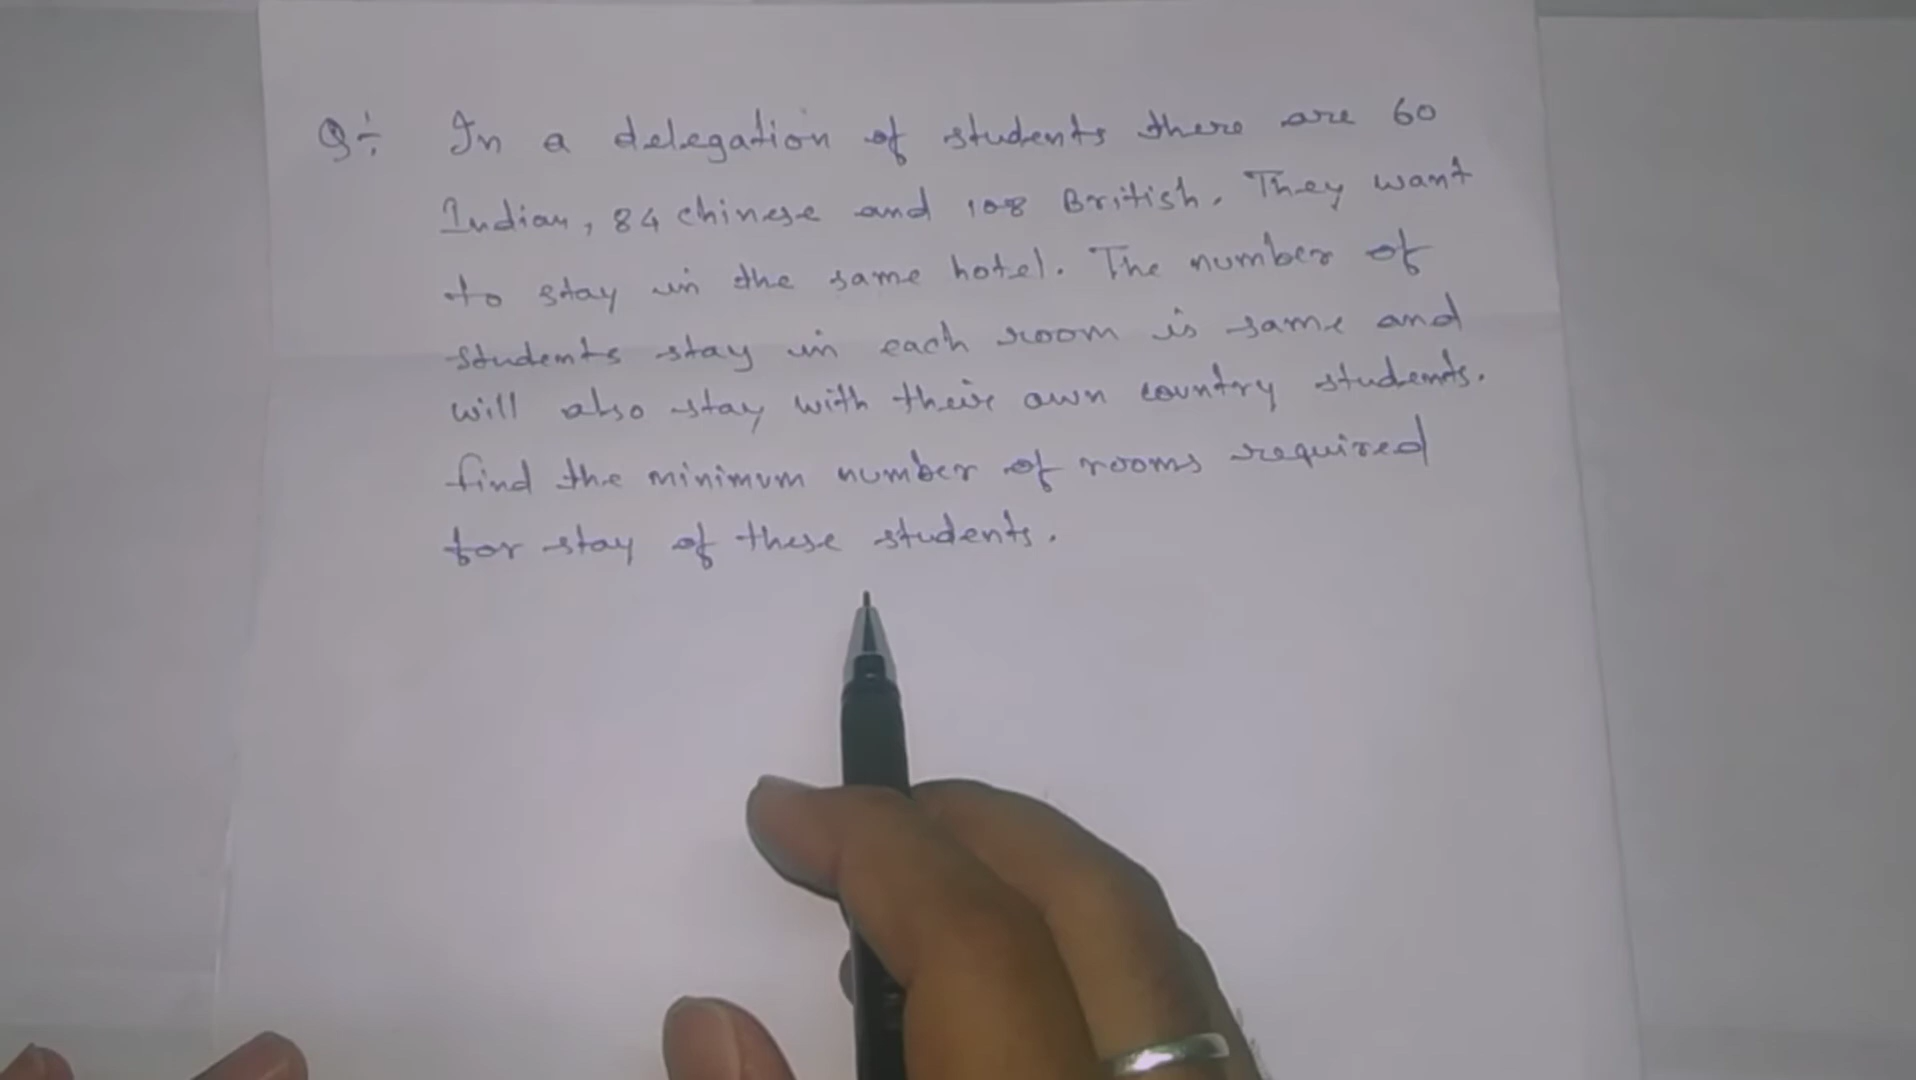 Q÷ In a delegation of students there are 60
Indian, 84 chinese and 108 British. They want
to stay in the same hotel. The number of
students stay in each room is same and
will also stay with their own country students.
find the minimum number of rooms required
for stay of these students.